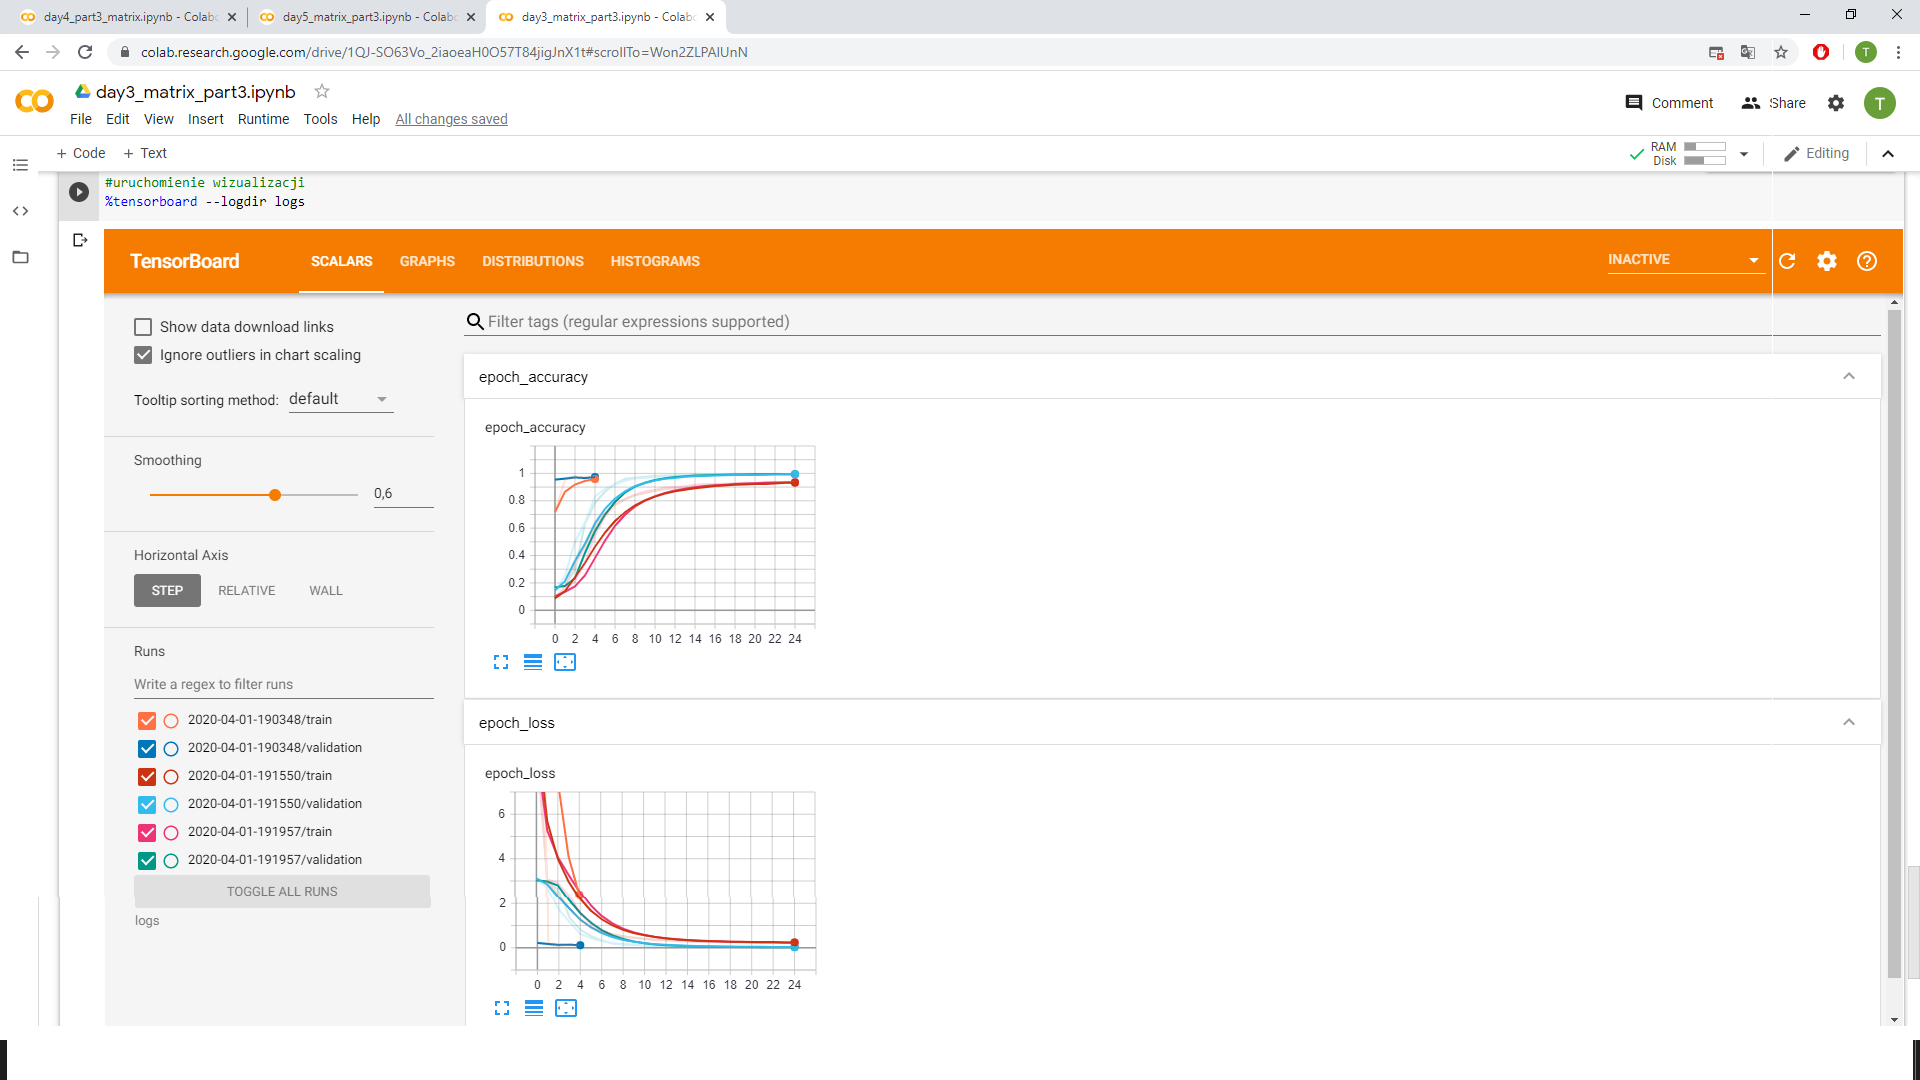 day4_part3_matrix.ipynb - Colab
day5_matrix_part3.ipynb - Colab
day3_matrix_part3.ipynb - Colab
colab.research.google.com/drive/1QJ-SO63Vo_2iaoeaH0O57T84jigJnX1t#scrollTo=Won2ZLPAlUnN
T
day3_matrix_part3.ipynb
File Edit View Insert Runtime Tools Help All changes saved
Comment Share T
+ Code + Text
RAM
Disk
Editing
#uruchomienie wizualizacji
%tensorboard --logdir logs
TensorBoard SCALARS GRAPHS DISTRIBUTIONS HISTOGRAMS INACTIVE
Show data download links
Ignore outliers in chart scaling
Tooltip sorting method: default
Smoothing
0,6
Horizontal Axis
STEP RELATIVE WALL
Runs
Write a regex to filter runs
2020-04-01-190348/train
2020-04-01-190348/validation
2020-04-01-191550/train
2020-04-01-191550/validation
2020-04-01-191957/train
2020-04-01-191957/validation
TOGGLE ALL RUNS
logs
Filter tags (regular expressions supported)
epoch_accuracy
epoch_accuracy
1
0.8
0.6
0.4
0.2
0
0 2 4 6 8 10 12 14 16 18 20 22 24
epoch_loss
epoch_loss
6
4
2
0
0 2 4 6 8 10 12 14 16 18 20 22 24